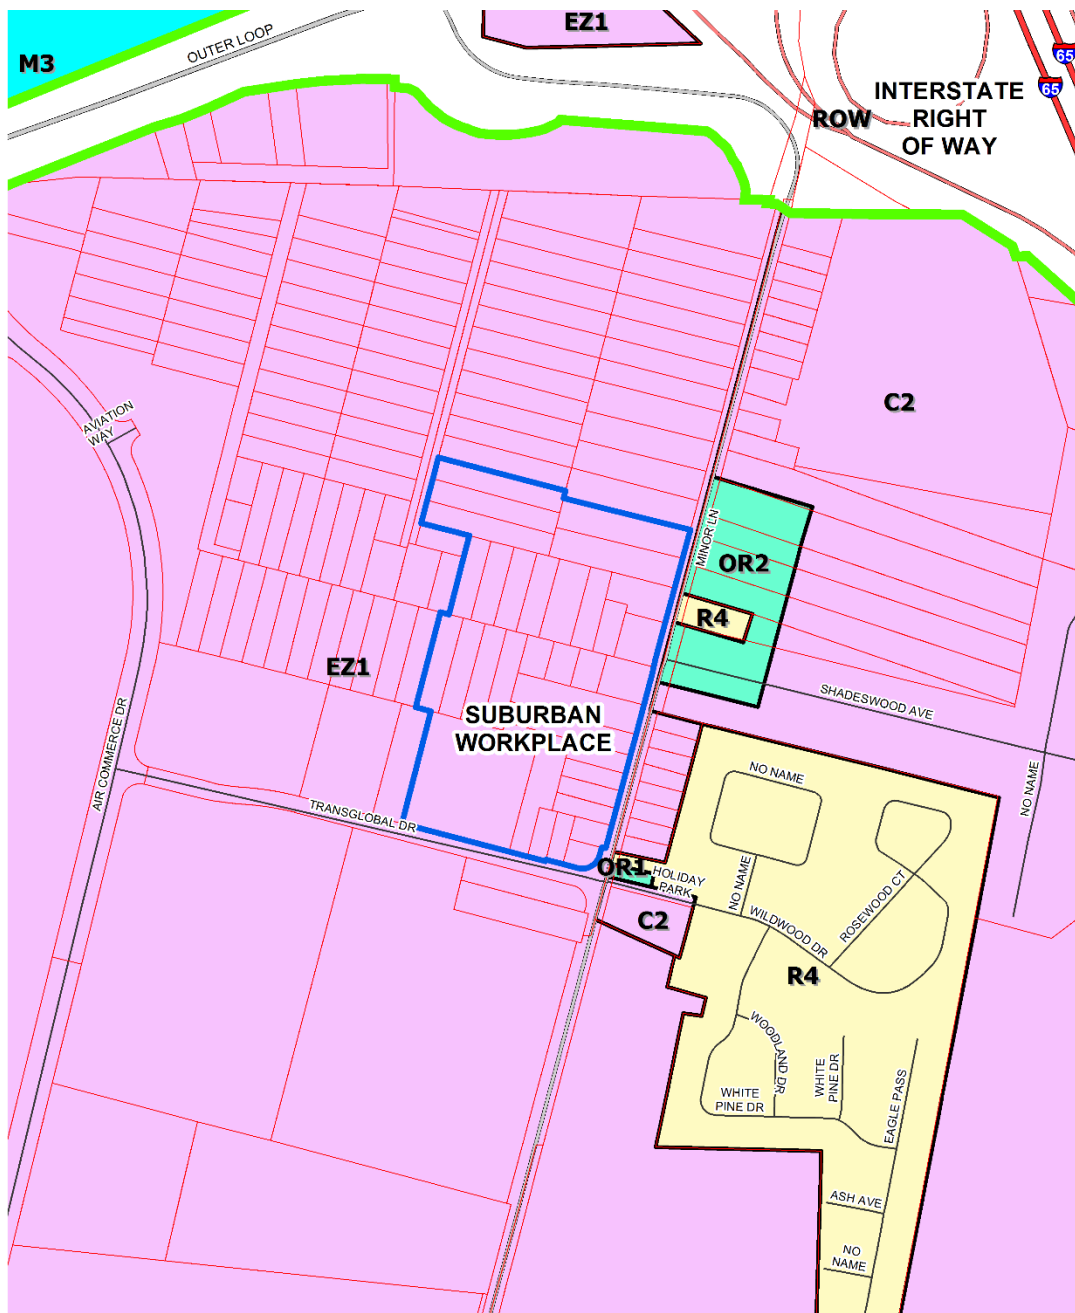 EZ1
M3
OUTER LOOP
65
65
INTERSTATE
RIGHT
OF WAY
ROW
C2
AVIATION
WAY
MINOR LN
OR2
R4
EZ1
SHADESWOOD AVE
SUBURBAN
WORKPLACE
AIR COMMERCE DR
NO NAME
NO NAME
TRANSGLOBAL DR
OR1
HOLIDAY
PARK
NO NAME
ROSEWOOD CT
C2
WILDWOOD DR
R4
WOODLAND DR
WHITE
PINE DR
WHITE
PINE DR
EAGLE PASS
ASH AVE
NO
NAME